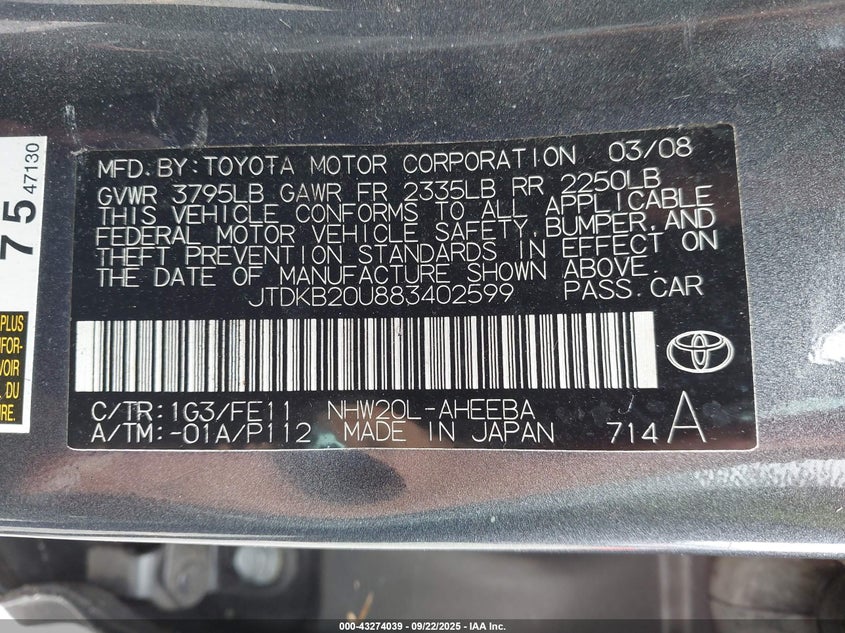 MFD.BY:TOYOTA MOTOR CORPORATION 03/08
GVWR 3795LB GAWR FR 2335LB RR 2250LB
THIS VEHICLE CONFORMS TO ALL APPLICABLE
FEDERAL MOTOR VEHICLE SAFETY,BUMPER,AND
THEFT PREVENTION STANDARDS IN EFFECT ON
THE DATE OF MANUFACTURE SHOWN ABOVE.
JTDKB20U883402599 PASS.CAR
C/TR:1G3/FE11 NHW20L-AHEEBA
A/TM:-01A/P112 MADE IN JAPAN 714 A
75
47130
PLUS
VOIR
DU
000-43274039 - 09/22/2025 - IAA Inc.